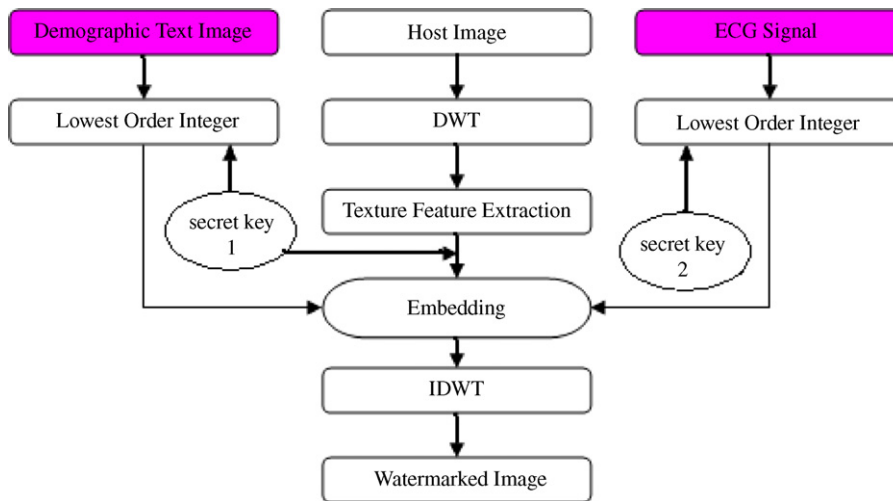 Demographic Text Image
Host Image
ECG Signal
Lowest Order Integer
DWT
Lowest Order Integer
Texture Feature Extraction
secret key
1
secret key
2
Embedding
IDWT
Watermarked Image